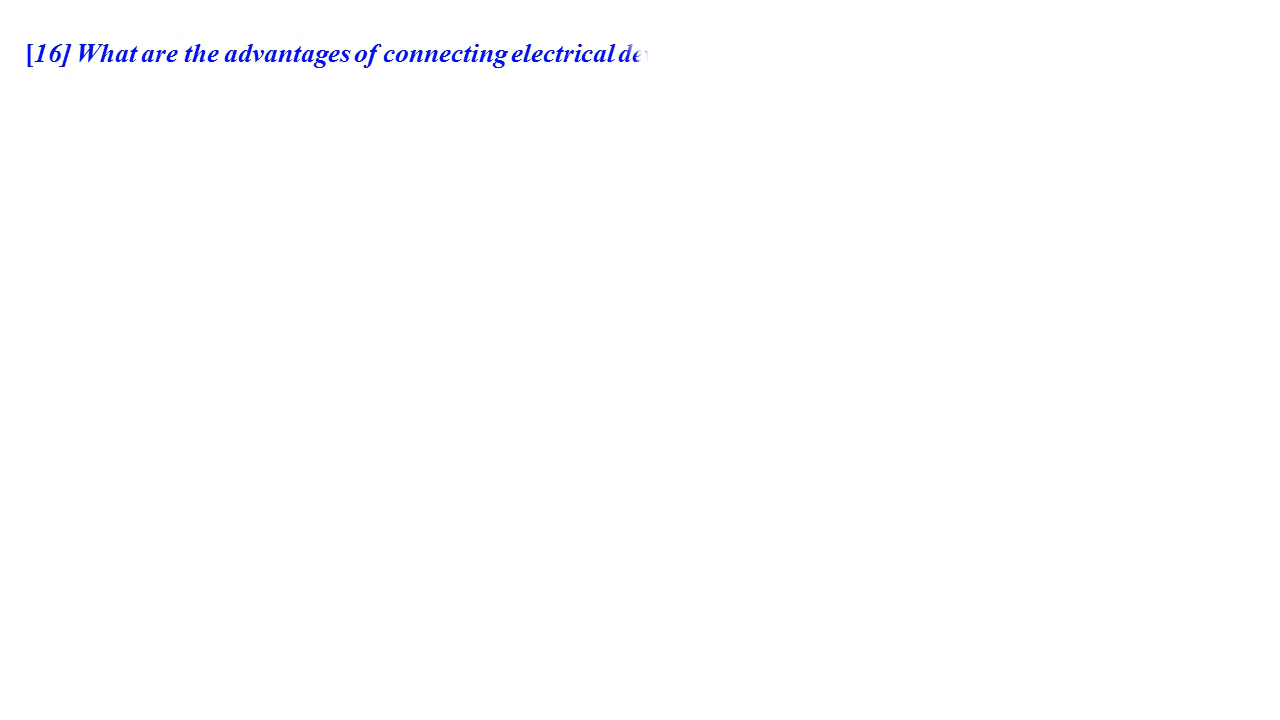 [16] What are the advantages of connecting electrical